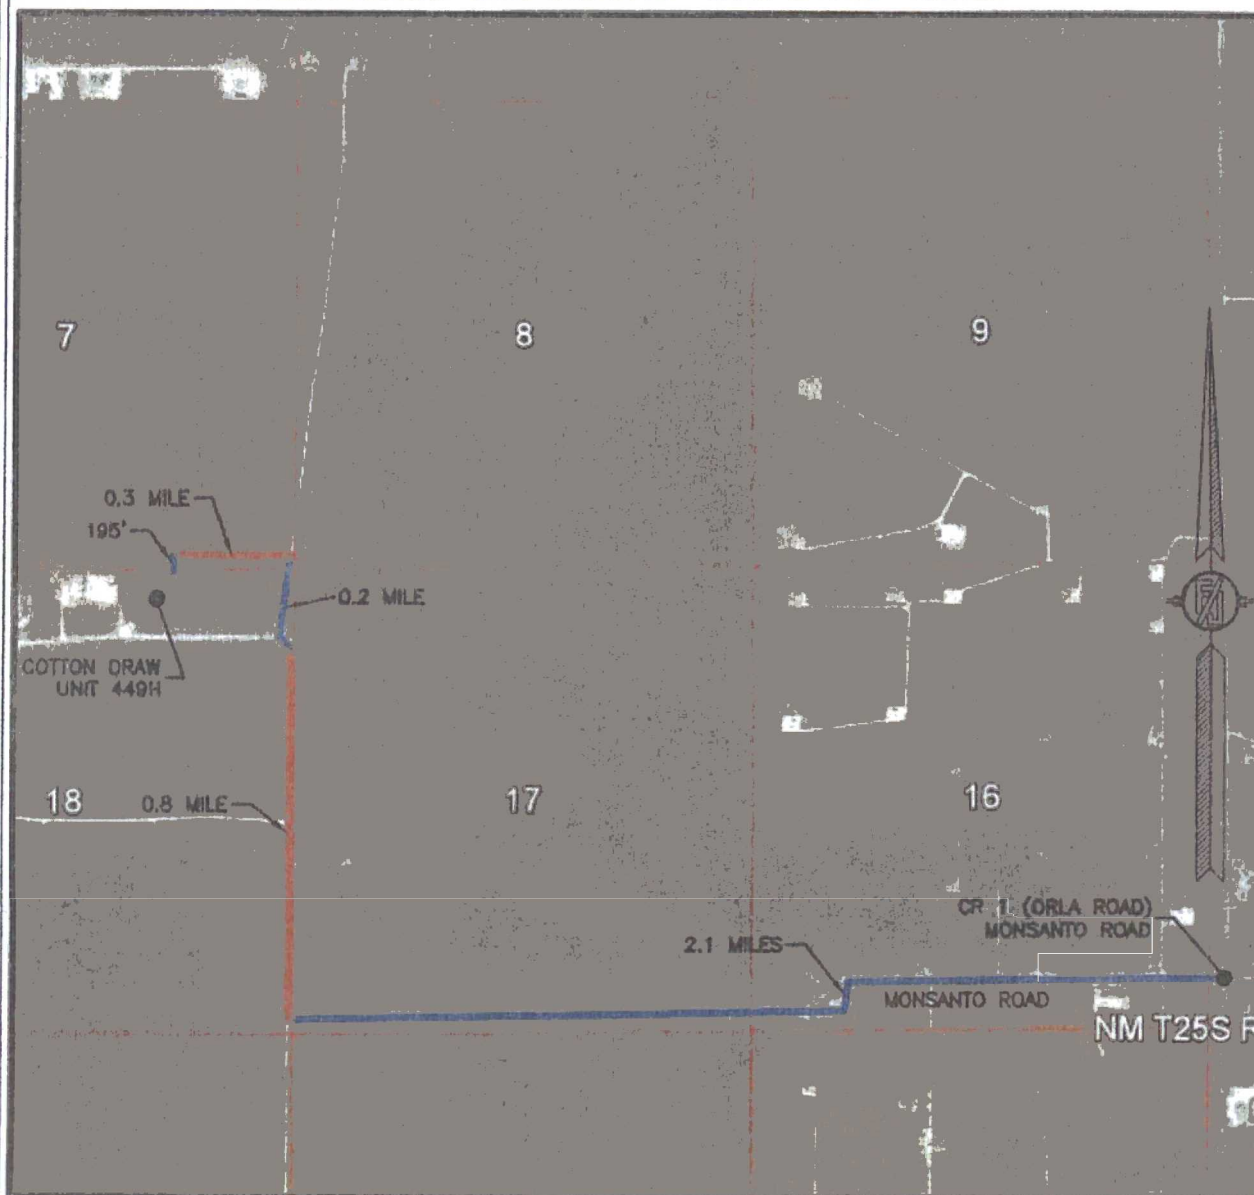 7
8
9
0.3 MILE
195'
0.2 MILE
COTTON DRAW
UNIT 449H
18
0.8 MILE
17
16
CR 1 (ORLA ROAD)
MONSANTO ROAD
2.1 MILES
MONSANTO ROAD
NM T25S